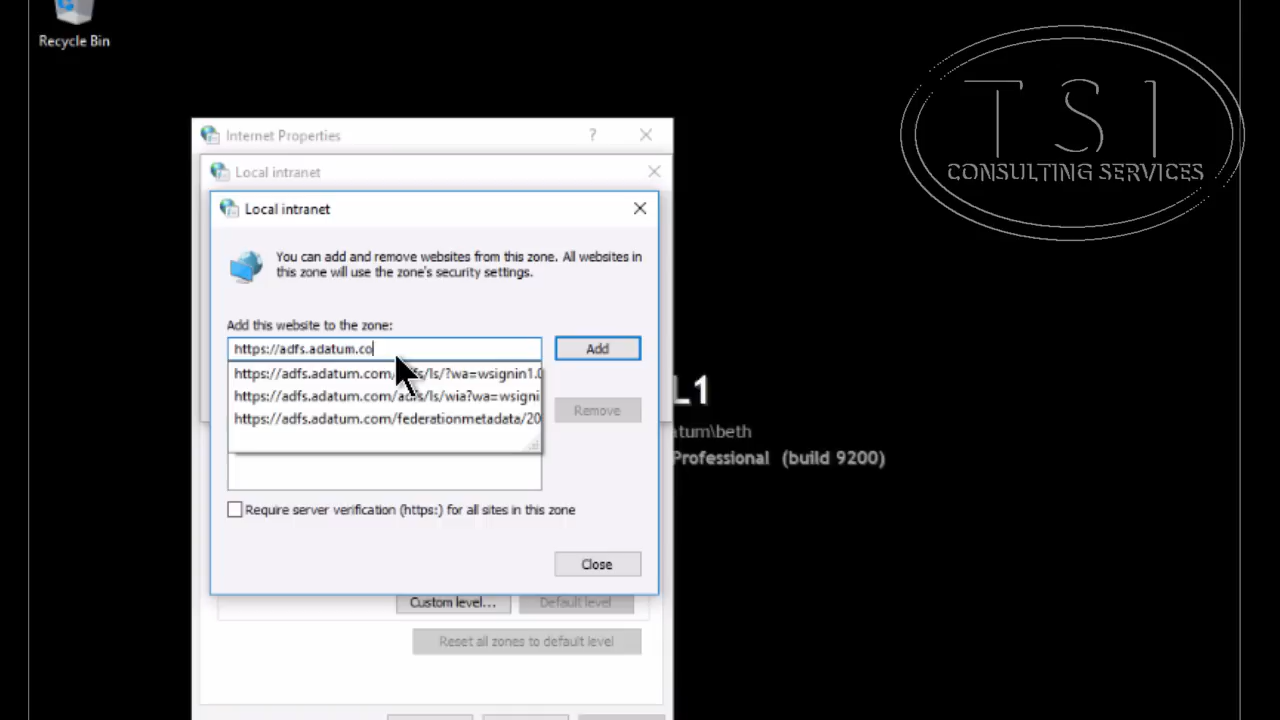 Recycle Bin
T S I
CONSULTING SERVICES
Internet Properties
Local intranet
Local intranet
You can add and remove websites from this zone. All websites in
this zone will use the zone's security settings.
Add this website to the zone:
https://adfs.adatum.co
Add
https://adfs.adatum.com/adfs/ls/?wa=wsignin1.0
https://adfs.adatum.com/adfs/ls/wia?wa=wsigni
https://adfs.adatum.com/federationmetadata/20
Remove
L1
atum\beth
Professional (build 9200)
Require server verification (https:) for all sites in this zone
Close
Custom level...
Default level
Reset all zones to default level